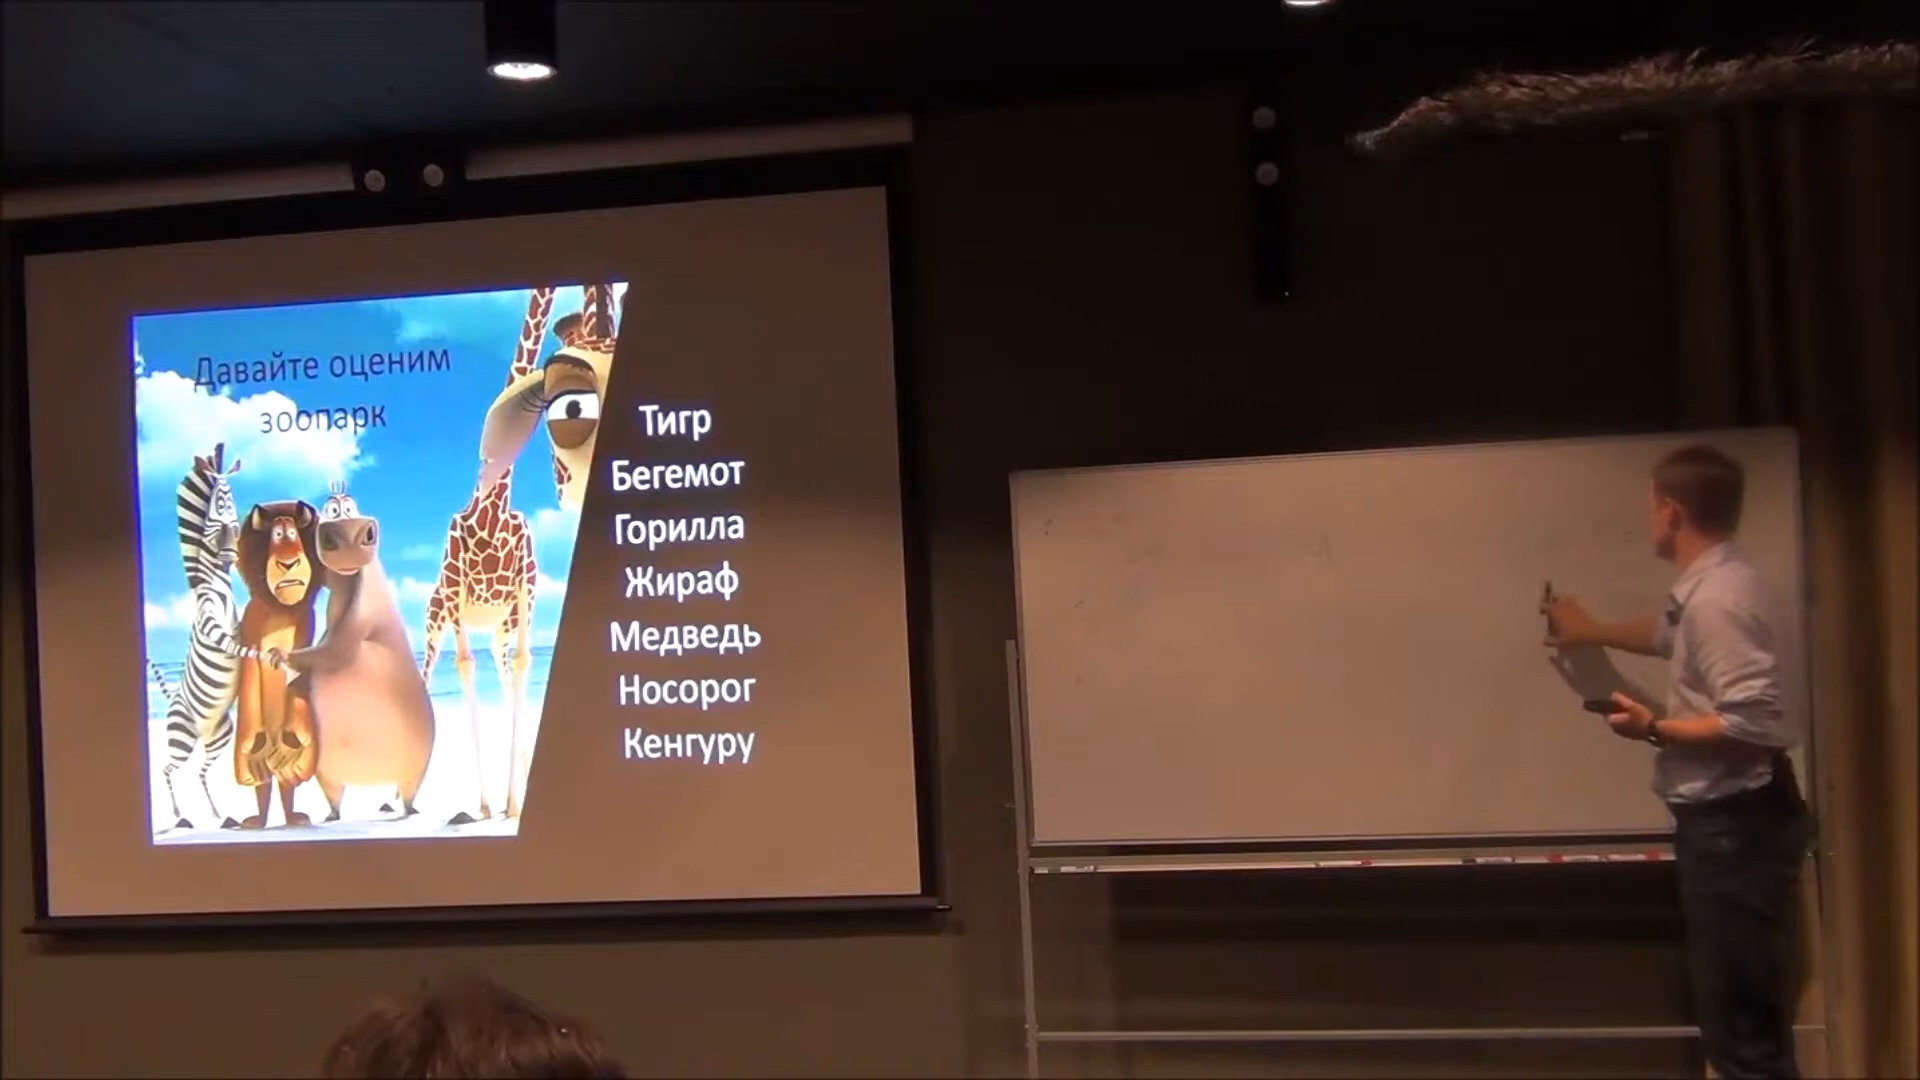 Давайте оценим
зоопарк
Тигр
Бегемот
Горилла
Жираф
Медведь
Носорог
Кенгуру